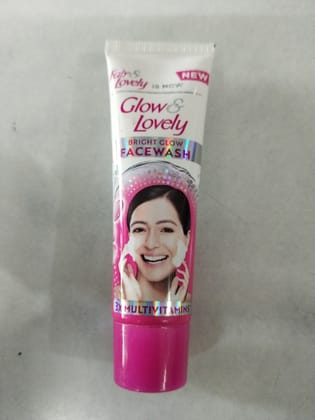 Fair &
Lovely IS NOW
NEW
Glow &
Lovely
BRIGHT GLOW
FACEWASH
MULTIVITAMINS